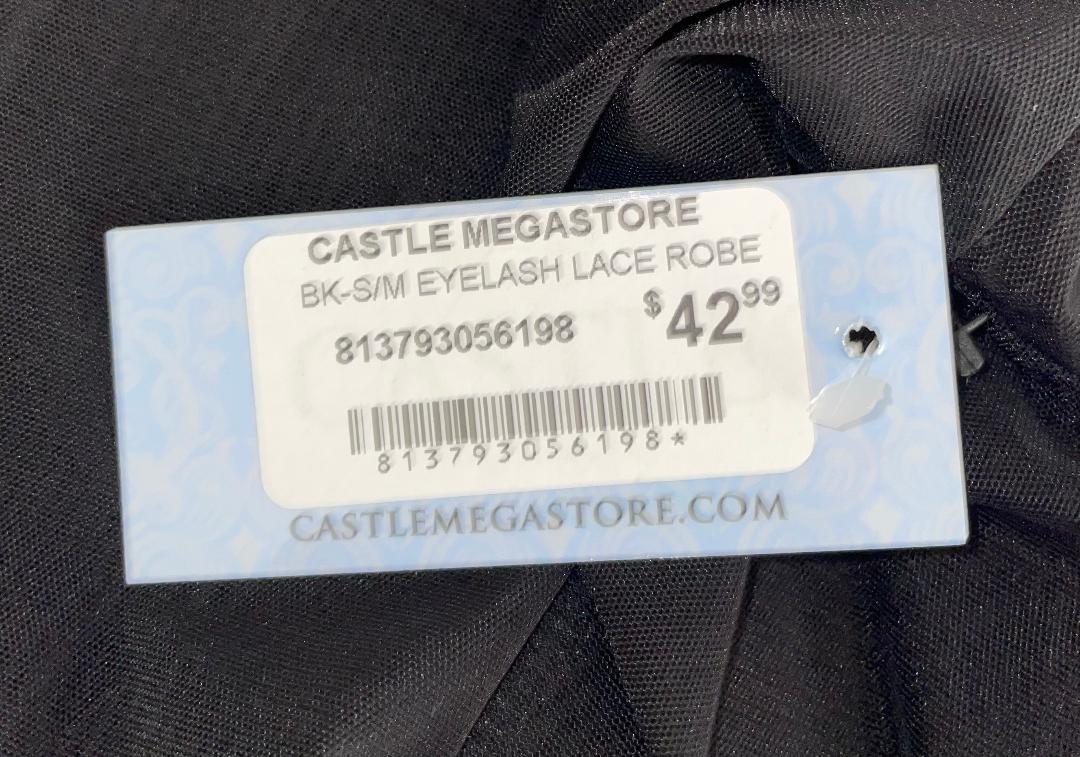 CASTLE MEGASTORE
BK-S/M EYELASH LACE ROBE
813793056198 $42.99
813793056198*
CASTLEMEGASTORE.COM